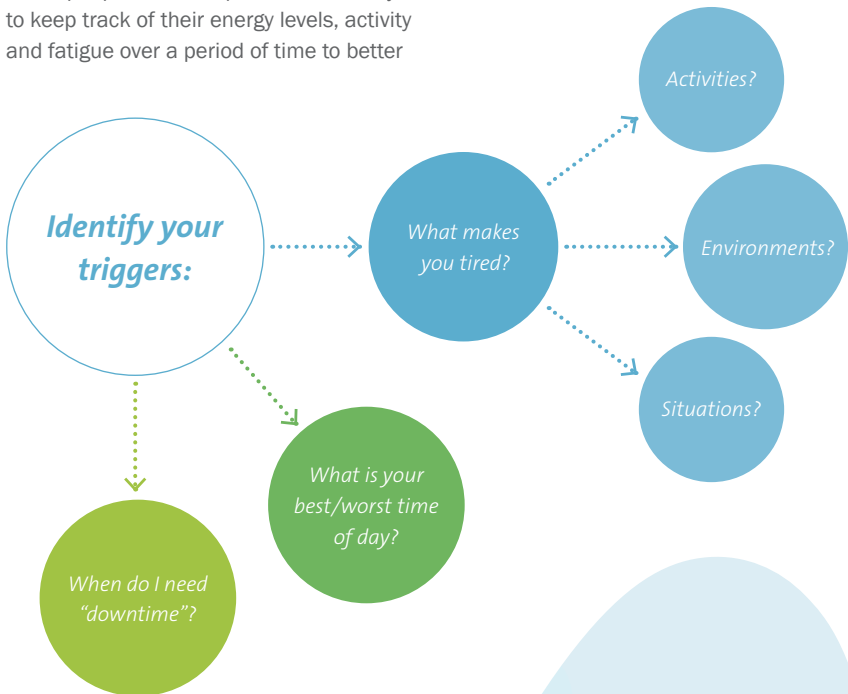 to keep track of their energy levels, activity
and fatigue over a period of time to better
Activities?
Identify your
triggers:
What makes
you tired?
Environments?
Situations?
What is your
best/worst time
of day?
When do I need
“downtime”?